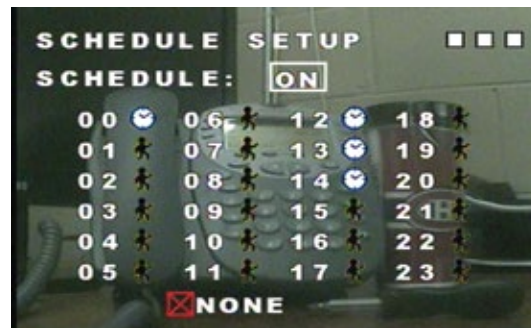 SCHEDULE SETUP
SCHEDULE: ON
00 06 12 18
01 07 13 19
02 08 14 20
03 09 15 21
04 10 16 22
05 11 17 23
NONE